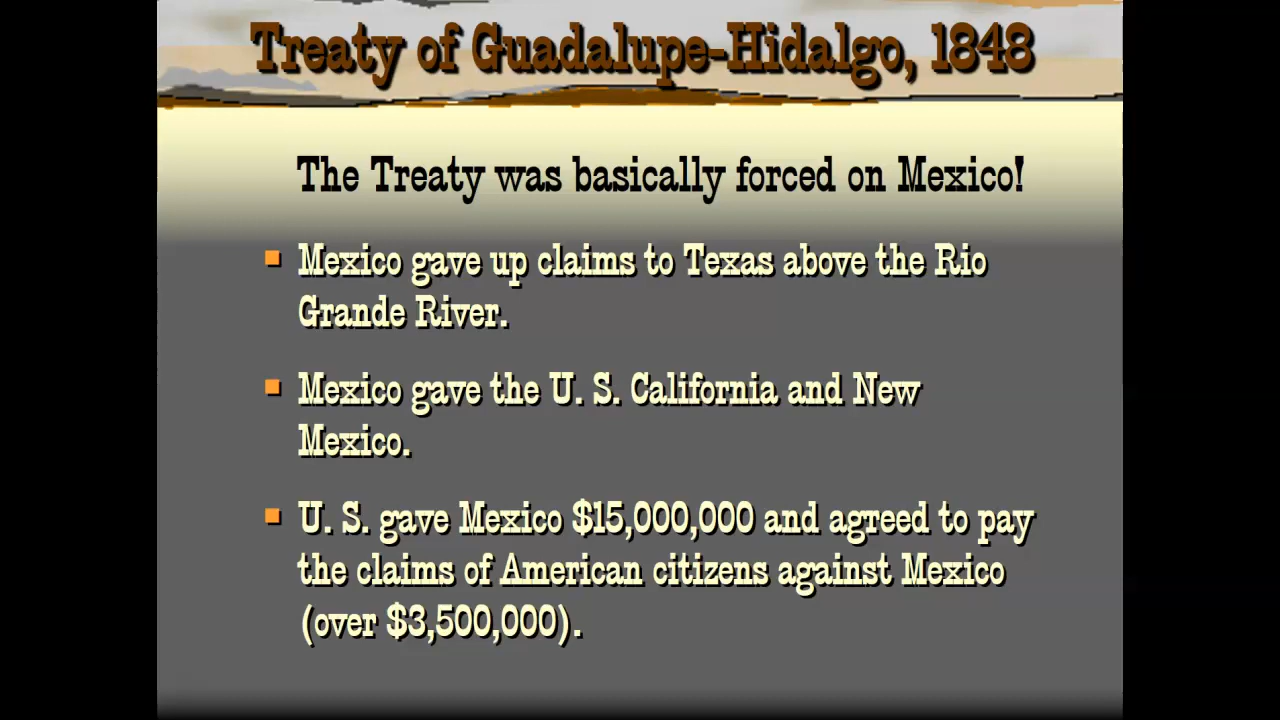 Treaty of Guadalupe-Hidalgo, 1848
The Treaty was basically forced on Mexico!
Mexico gave up claims to Texas above the Rio
Grande River.
Mexico gave the U. S. California and New
Mexico.
U. S. gave Mexico $15,000,000 and agreed to pay
the claims of American citizens against Mexico
(over $3,500,000).